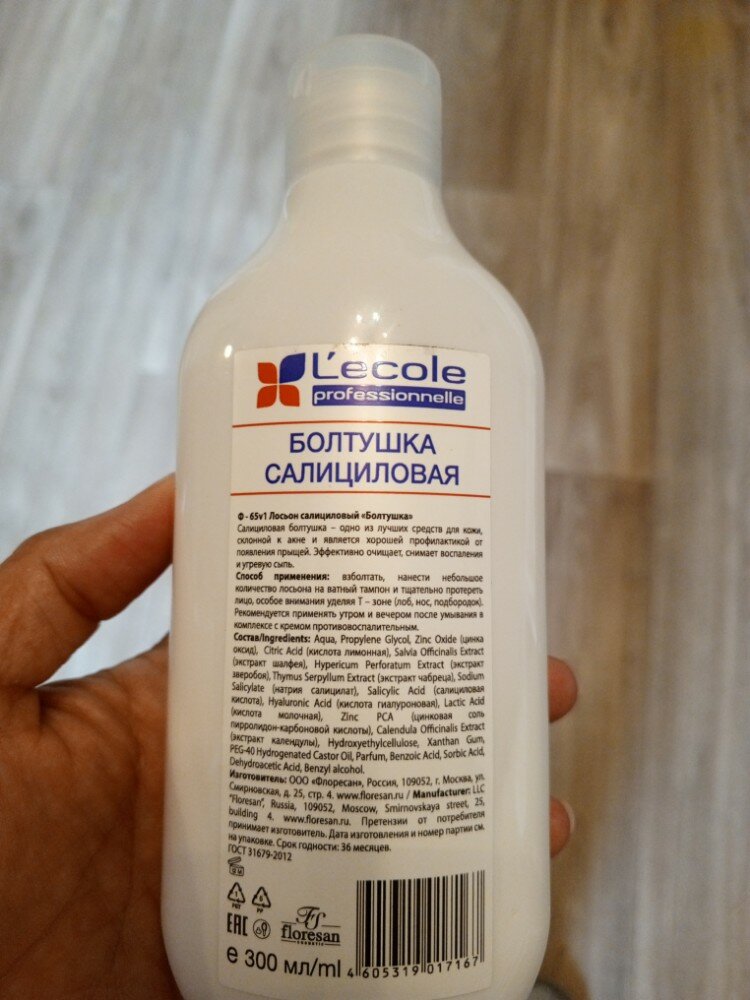 L'ecole
professionnelle
БОЛТУШКА
САЛИЦИЛОВАЯ
Ф - 65v1 Лосьон салициловый «Болтушка»
Салициловая болтушка – одно из лучших средств для кожи,
склонной к акне и является хорошей профилактикой от
появления прыщей. Эффективно очищает, снимает воспаления
и угревую сыпь.
Способ применения: взболтать, нанести небольшое
количество лосьона на ватный тампон и тщательно протереть
лицо, особое внимания уделяя Т – зоне (лоб, нос, подбородок).
Рекомендуется применять утром и вечером после умывания в
комплексе с кремом противовоспалительным.
Состав/Ingredients: Aqua, Propylene Glycol, Zinc Oxide (цинка
оксид), Citric Acid (кислота лимонная), Salvia Officinalis Extract
(экстракт шалфея), Hypericum Perforatum Extract (экстракт
зверобоя), Thymus Serpyllum Extract (экстракт чабреца), Sodium
Salicylate (натрия салицилат), Salicylic Acid (салициловая
кислота), Hyaluronic Acid (кислота гиалуроновая), Lactic Acid
(кислота молочная), Zinc PCA (цинковая соль
пирролидон-карбоновой кислоты), Calendula Officinalis Extract
(экстракт календулы), Hydroxyethylcellulose, Xanthan Gum,
PEG-40 Hydrogenated Castor Oil, Parfum, Benzoic Acid, Sorbic Acid,
Dehydroacetic Acid, Benzyl alcohol.
Изготовитель: ООО «Флоресан», Россия, 109052, г. Москва, ул.
Смирновская, д. 25, стр. 4. www.floresan.ru / Manufacturer: LLC
"Floresan", Russia, 109052, Moscow, Smirnovskaya street, 25,
building 4. www.floresan.ru. Претензии от потребителя
принимает изготовитель. Дата изготовления и номер партии см.
на упаковке. Срок годности: 36 месяцев.
ГОСТ 31679-2012
EAC
FS
floresan
e 300 мл/ml
4 605319 017167